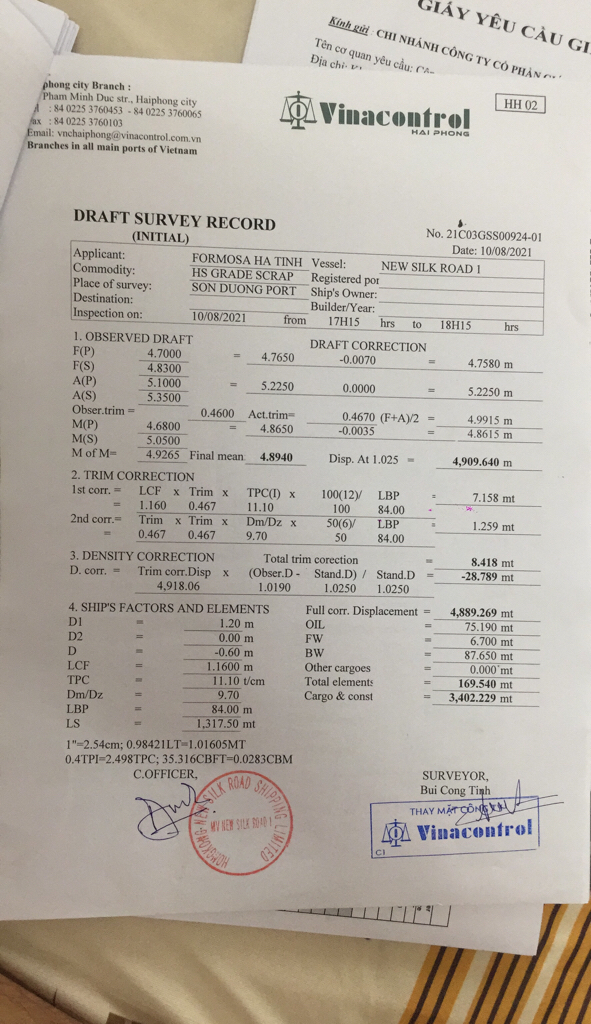 GIẤY YÊU CẦU GI
Kính gửi CHI NHÁNH CÔNG TY CỔ PHẦN
Tên cơ quan yêu cầu:
Địa chỉ:
phong city Branch :
Pham Minh Duc str., Haiphong city
: 84 0225 3760453 - 84 0225 3760065
ax : 84 0225 3760103
Email: vnchaiphong@vinacontrol.com.vn
Branches in all main ports of Vietnam
Vinacontrol
HAI PHONG
HH 02
DRAFT SURVEY RECORD
(INITIAL)
No. 21C03GSS00924-01
Date: 10/08/2021
Applicant: FORMOSA HA TINH Vessel: NEW SILK ROAD 1
Commodity: HS GRADE SCRAP Registered por
Place of survey: SON DUONG PORT Ship's Owner:
Destination: Builder/Year:
Inspection on: 10/08/2021 from 17H15 hrs to 18H15 hrs
1. OBSERVED DRAFT DRAFT CORRECTION
F(P) 4.7000 = 4.7650 -0.0070 = 4.7580 m
F(S) 4.8300
A(P) 5.1000 = 5.2250 0.0000 = 5.2250 m
A(S) 5.3500
Obser.trim = 0.4600 Act.trim= 0.4670 (F+A)/2 = 4.9915 m
M(P) 4.6800 = 4.8650 -0.0035 = 4.8615 m
M(S) 5.0500
M of M= 4.9265 Final mean 4.8940 Disp. At 1.025 = 4,909.640 m
2. TRIM CORRECTION
1st corr. = LCF x Trim x TPC(I) x 100(12)/ LBP = 7.158 mt
= 1.160 0.467 11.10 100 84.00
2nd corr.= Trim x Trim x Dm/Dz x 50(6)/ LBP = 1.259 mt
= 0.467 0.467 9.70 50 84.00
3. DENSITY CORRECTION Total trim corection = 8.418 mt
D. corr. = Trim corr.Disp x (Obser.D - Stand.D) / Stand.D = -28.789 mt
4,918.06 1.0190 1.0250 1.0250
4. SHIP'S FACTORS AND ELEMENTS Full corr. Displacement = 4,889.269 mt
D1 = 1.20 m OIL = 75.190 mt
D2 = 0.00 m FW = 6.700 mt
D = -0.60 m BW = 87.650 mt
LCF = 1.1600 m Other cargoes = 0.000 mt
TPC = 11.10 t/cm Total elements = 169.540 mt
Dm/Dz = 9.70 Cargo & const = 3,402.229 mt
LBP = 84.00 m
LS = 1,317.50 mt
1"=2.54cm; 0.98421LT=1.01605MT
0.4TPI=2.498TPC; 35.316CBFT=0.0283CBM
C.OFFICER,
SURVEYOR,
Bui Cong Tinh
HONGKONG NEW SILK ROAD SHIPPING LIMITED
MV NEW SILK ROAD 1
THAY MẶT CÔNG
Vinacontrol
C1